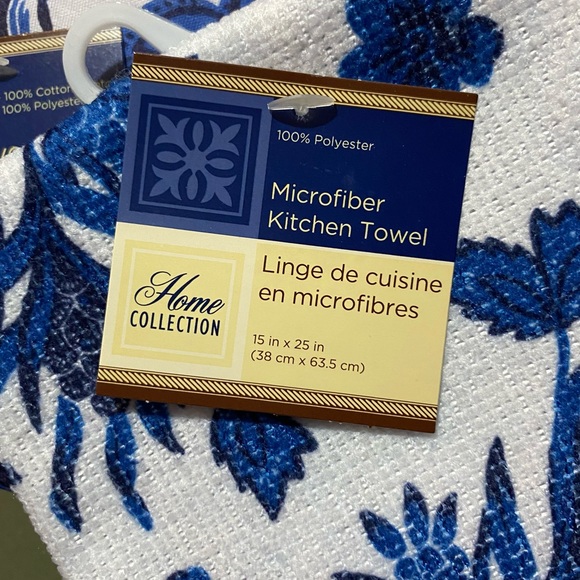 100% Cotton
100% Polyester
100% Polyester
Microfiber
Kitchen Towel
Home
COLLECTION
Linge de cuisine
en microfibres
15 in x 25 in
(38 cm x 63.5 cm)